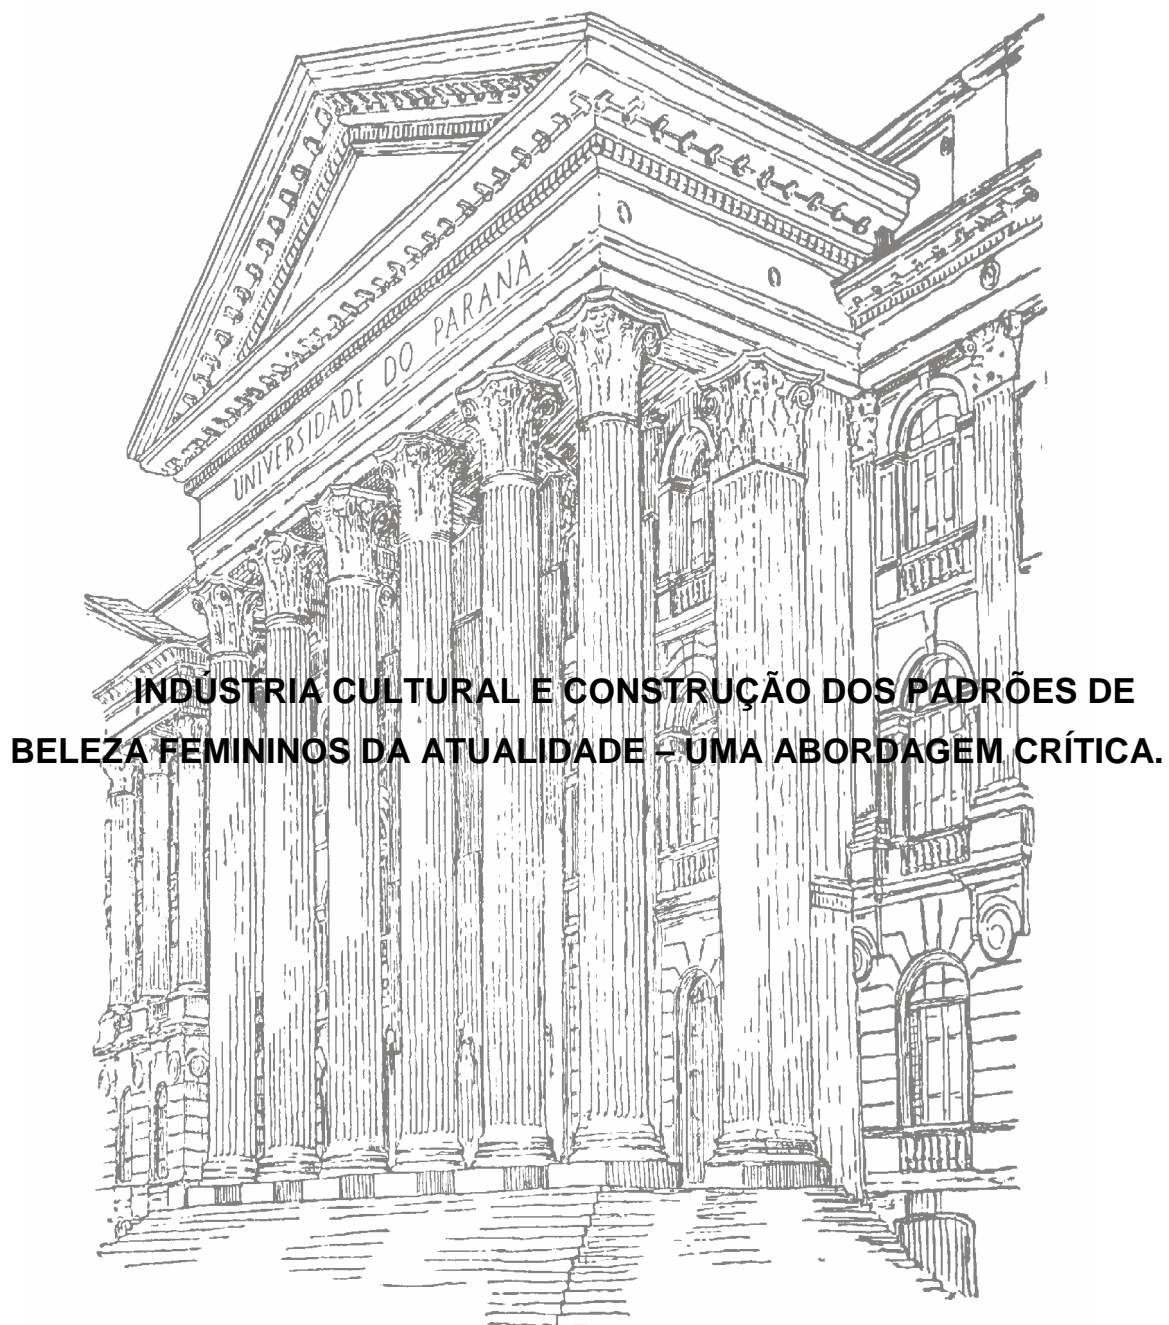 UNIVERSIDADE DO PARANÁ
INDÚSTRIA CULTURAL E CONSTRUÇÃO DOS PADRÕES DE
BELEZA FEMININOS DA ATUALIDADE – UMA ABORDAGEM CRÍTICA.